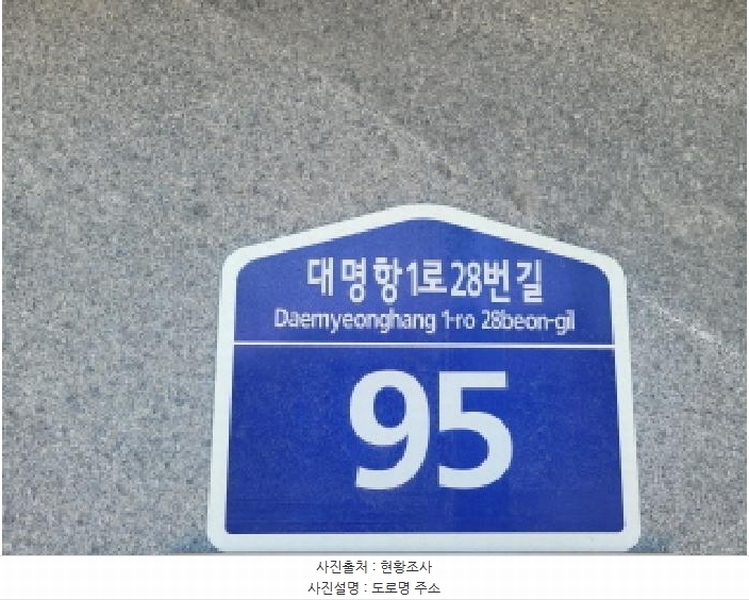 대명항1로28번길
Daemyeonghang 1-ro 28beon-gil
95
사진출처 : 현황조사
사진설명 : 도로명 주소